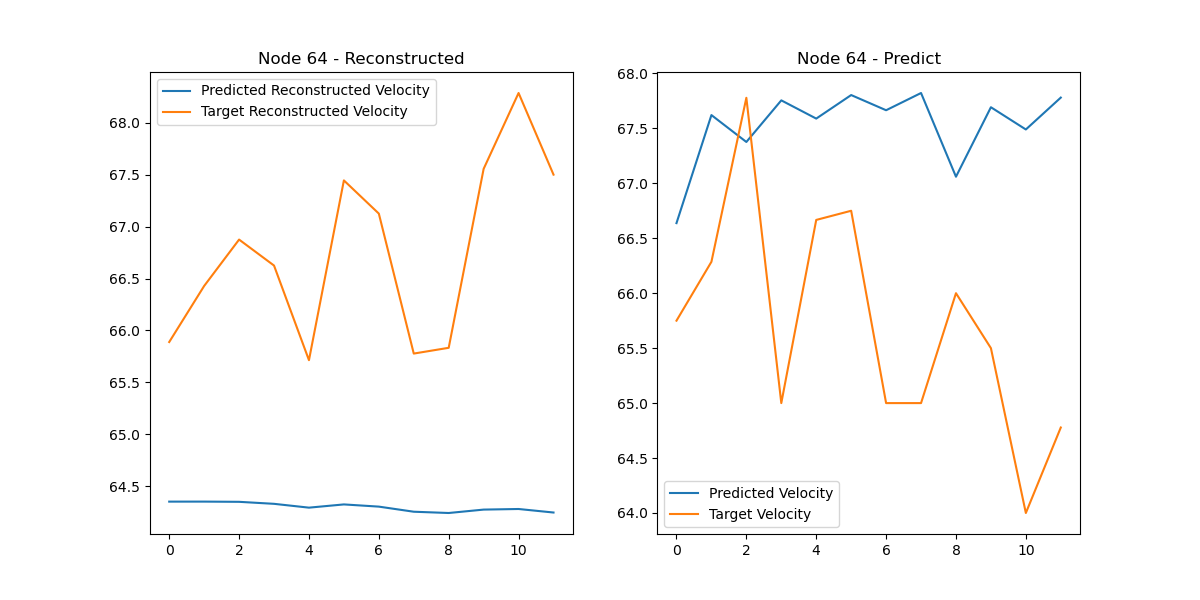 Node 64 - Reconstructed
Predicted Reconstructed Velocity
Target Reconstructed Velocity
68.0
67.5
67.0
66.5
66.0
65.5
65.0
64.5
0 2 4 6 8 10
Node 64 - Predict
68.0
67.5
67.0
66.5
66.0
65.5
65.0
64.5
64.0
Predicted Velocity
Target Velocity
0 2 4 6 8 10